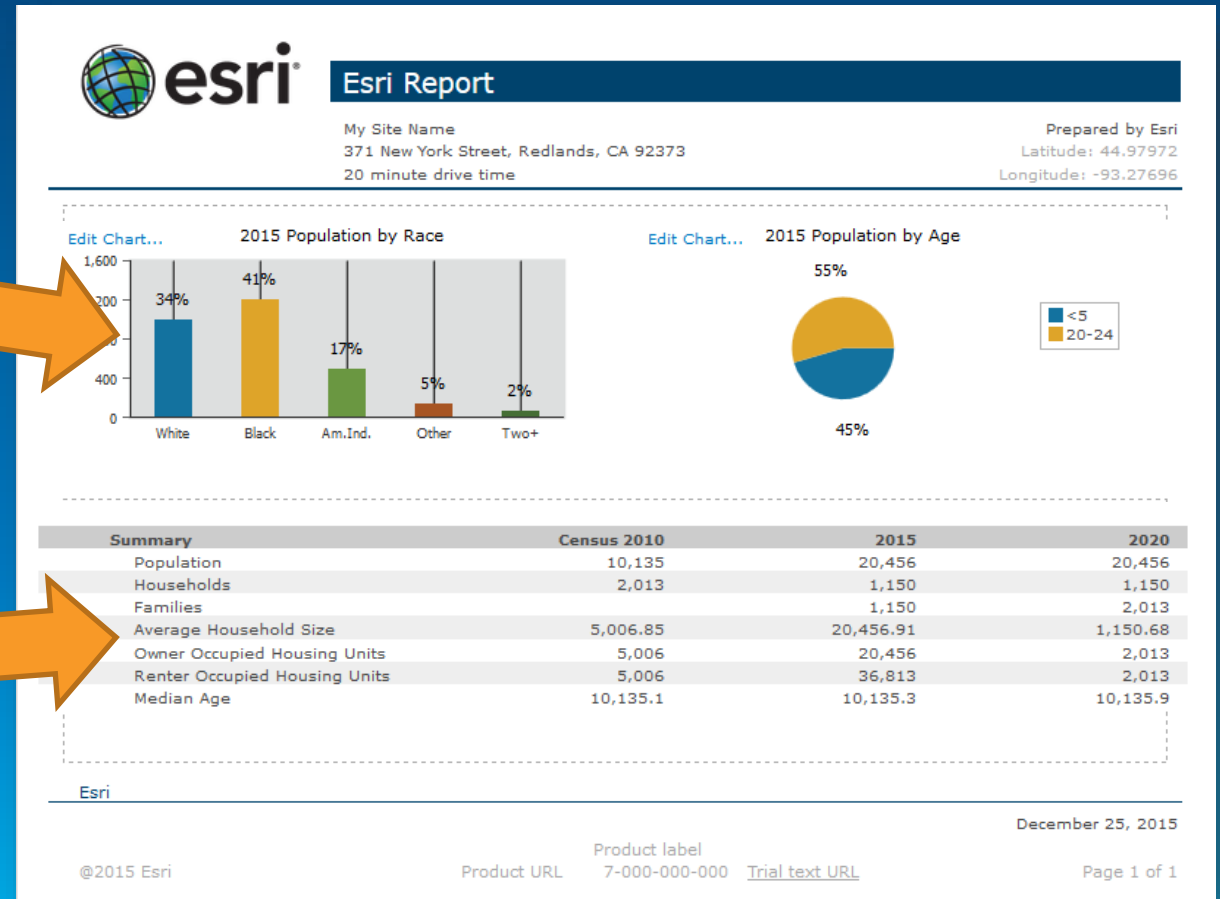 esri
Esri Report
My Site Name
Prepared by Esri
371 New York Street, Redlands, CA 92373
Latitude: 44.97972
20 minute drive time
Longitude: -93.27696
Edit Chart...
2015 Population by Race
1,600
200
400
0
34%
41%
17%
5%
2%
White Black Am.Ind. Other Two+
Edit Chart...
2015 Population by Age
55%
45%
<5
20-24
Summary Census 2010 2015 2020
Population 10,135 20,456 20,456
Households 2,013 1,150 1,150
Families 1,150 2,013
Average Household Size 5,006.85 20,456.91 1,150.68
Owner Occupied Housing Units 5,006 20,456 2,013
Renter Occupied Housing Units 5,006 36,813 2,013
Median Age 10,135.1 10,135.3 10,135.9
Esri
December 25, 2015
Product label
@2015 Esri Product URL 7-000-000-000 Trial text URL Page 1 of 1